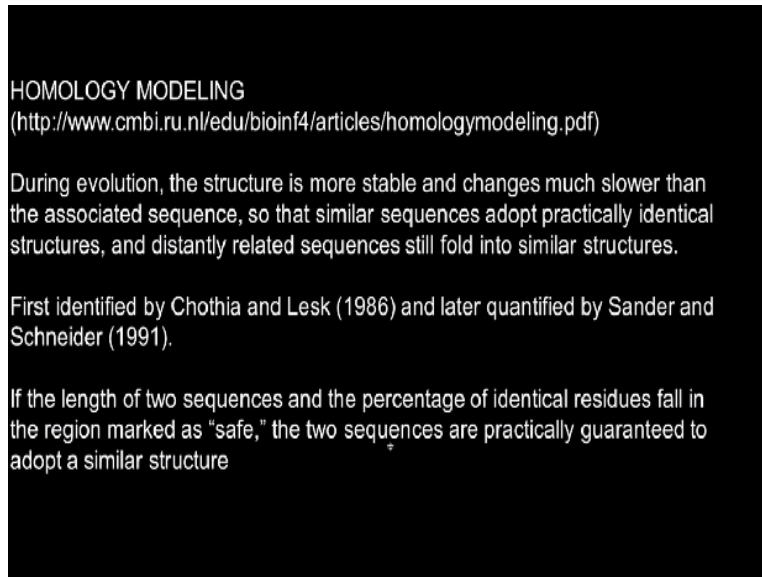 HOMOLOGY MODELING
(http://www.cmbi.ru.nl/edu/bioinf4/articles/homologymodeling.pdf)
During evolution, the structure is more stable and changes much slower than
the associated sequence, so that similar sequences adopt practically identical
structures, and distantly related sequences still fold into similar structures.
First identified by Chothia and Lesk (1986) and later quantified by Sander and
Schneider (1991).
If the length of two sequences and the percentage of identical residues fall in
the region marked as “safe,” the two sequences are practically guaranteed to
adopt a similar structure